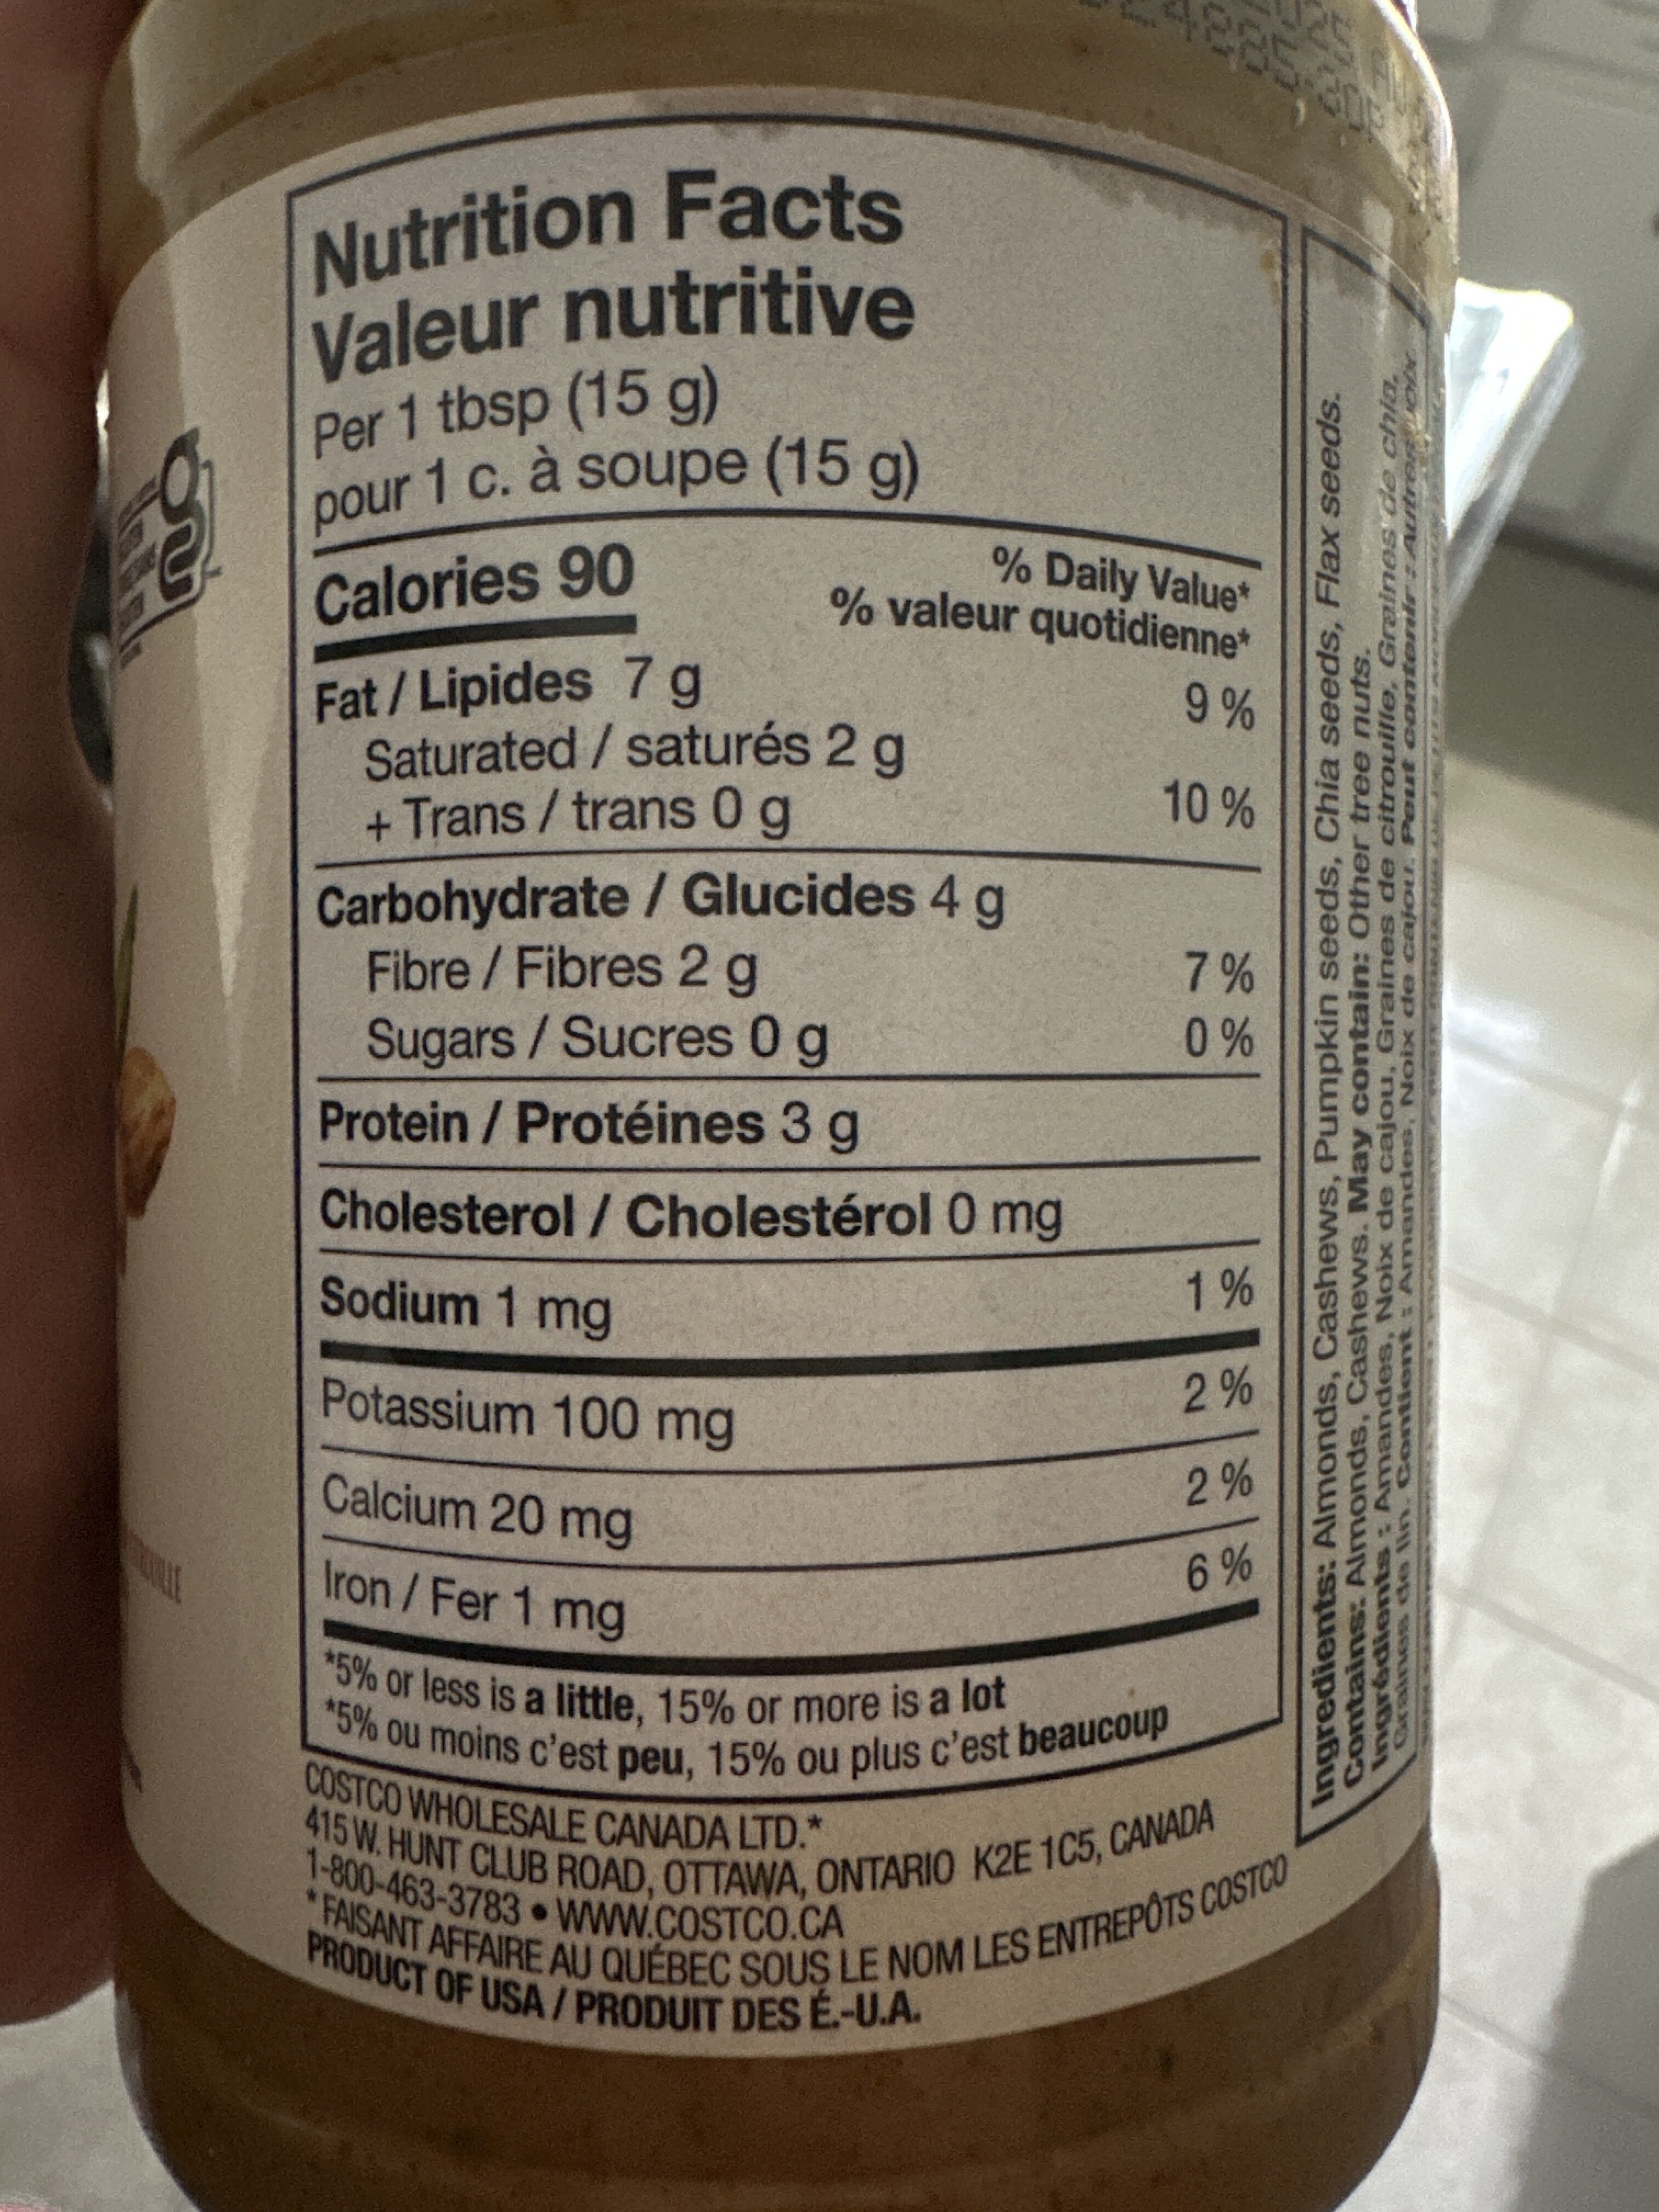 Nutrition Facts
Valeur nutritive
Per 1 tbsp (15 g)
pour 1 c. à soupe (15 g)
Calories 90
% Daily Value*
% valeur quotidienne*
Fat / Lipides 7 g 9 %
Saturated / saturés 2 g
+ Trans / trans 0 g 10 %
Carbohydrate / Glucides 4 g
Fibre / Fibres 2 g 7 %
Sugars / Sucres 0 g 0 %
Protein / Protéines 3 g
Cholesterol / Cholestérol 0 mg
Sodium 1 mg 1 %
Potassium 100 mg 2 %
Calcium 20 mg 2 %
Iron / Fer 1 mg 6 %
*5% or less is a little, 15% or more is a lot
*5% ou moins c'est peu, 15% ou plus c'est beaucoup
COSTCO WHOLESALE CANADA LTD.*
415 W. HUNT CLUB ROAD, OTTAWA, ONTARIO K2E 1C5, CANADA
1-800-463-3783 • WWW.COSTCO.CA
*FAISANT AFFAIRE AU QUÉBEC SOUS LE NOM LES ENTREPÔTS COSTCO
PRODUCT OF USA / PRODUIT DES É.-U.A.
Ingredients: Almonds, Cashews, Pumpkin seeds, Chia seeds, Flax seeds.
Contains: Almonds, Cashews. May contain: Other tree nuts.
Ingrédients : Amandes, Noix de cajou, Graines de citrouille, Graines de chia,
Graines de lin. Contient : Amandes, Noix de cajou. Peut contenir : Autres noix.